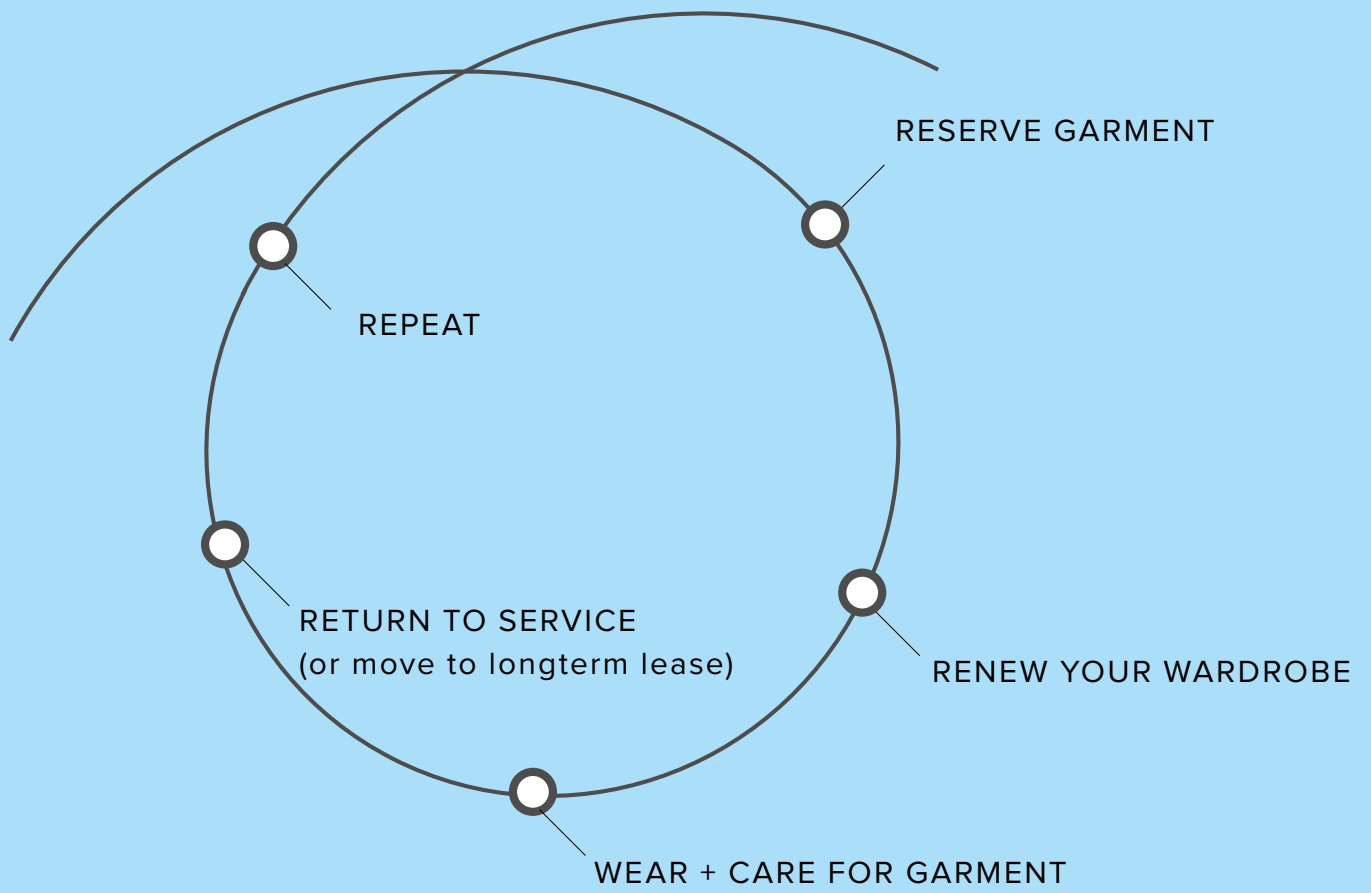 RESERVE GARMENT
REPEAT
RETURN TO SERVICE
(or move to longterm lease)
RENEW YOUR WARDROBE
WEAR + CARE FOR GARMENT